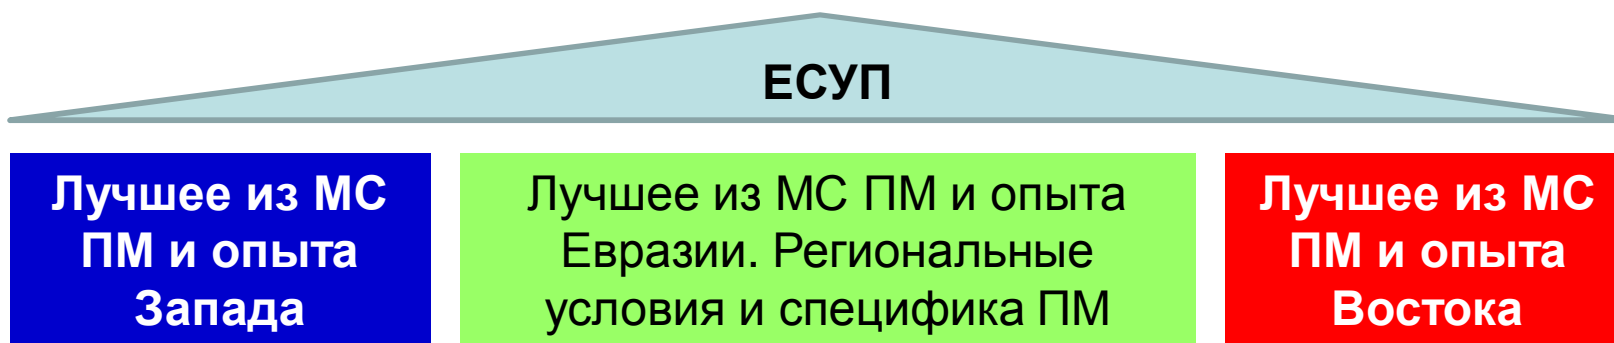 ЕСУП
Лучшее из МС
ПМ и опыта
Запада
Лучшее из МС ПМ и опыта
Евразии. Региональные
условия и специфика ПМ
Лучшее из МС
ПМ и опыта
Востока